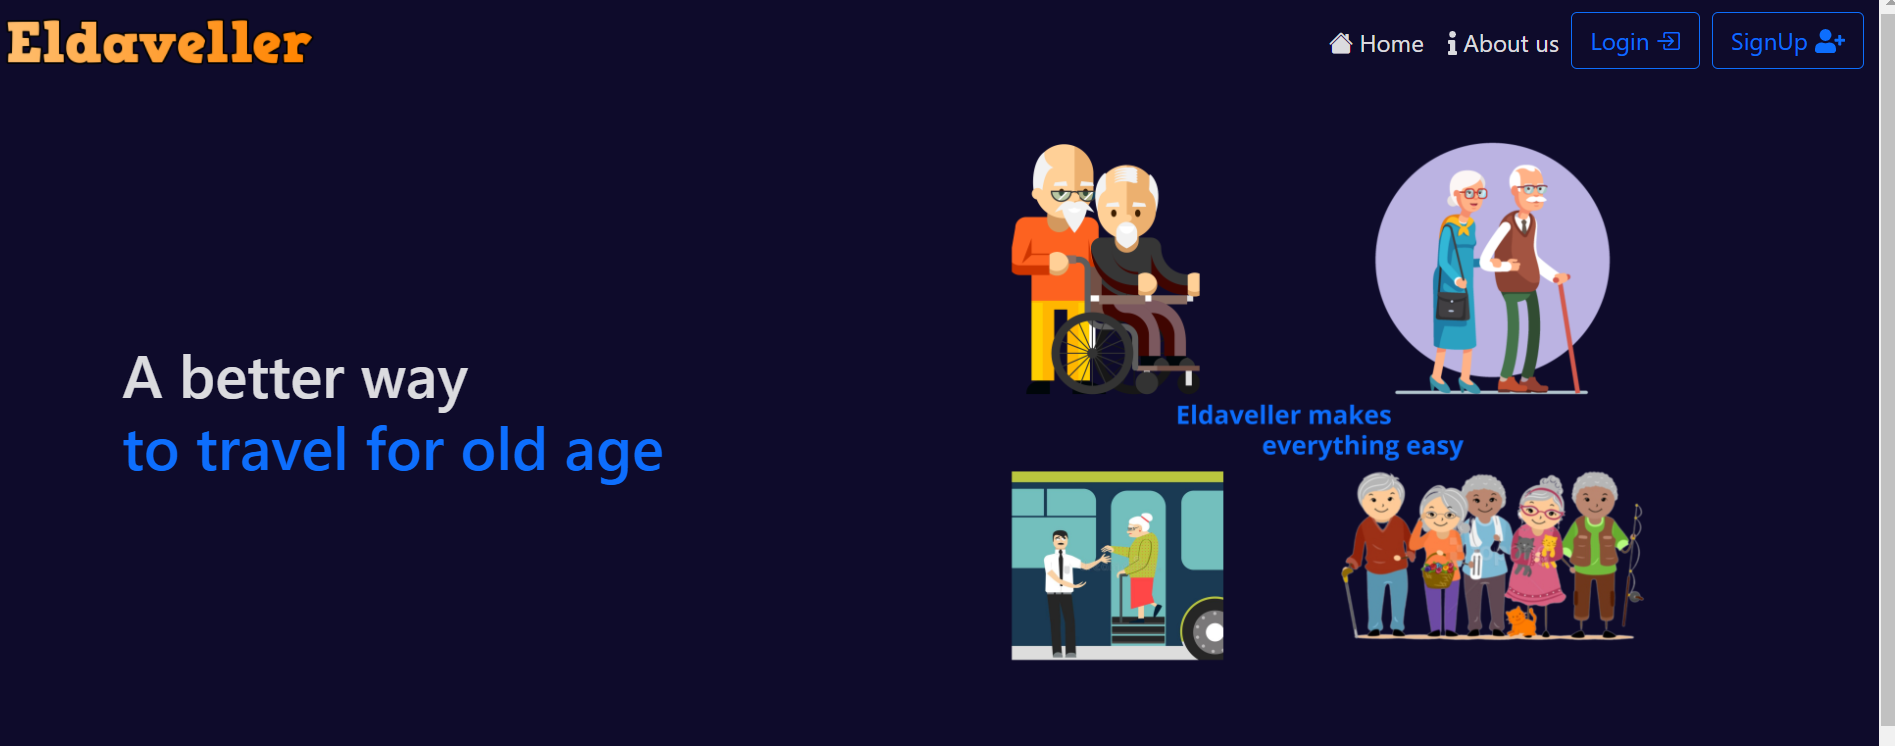 Eldaveller
Home
About us
Login
SignUp
A better way
to travel for old age
Eldaveller makes
everything easy